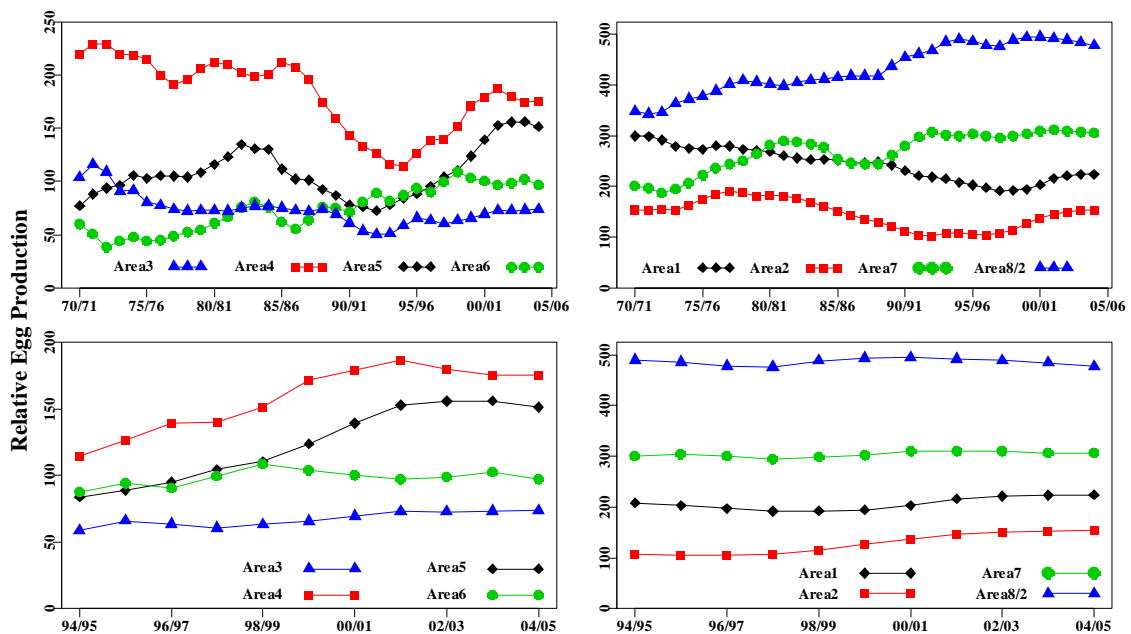 Relative Egg Production
250
200
150
100
50
0
Area3 Area4 Area5 Area6
70/71 75/76 80/81 85/86 90/91 95/96 00/01 05/06
500
400
300
200
100
0
Area1 Area2 Area7 Area8/2
70/71 75/76 80/81 85/86 90/91 95/96 00/01 05/06
200
150
100
50
0
Area3 Area5
Area4 Area6
94/95 96/97 98/99 00/01 02/03 04/05
500
400
300
200
100
0
Area1 Area7
Area2 Area8/2
94/95 96/97 98/99 00/01 02/03 04/05